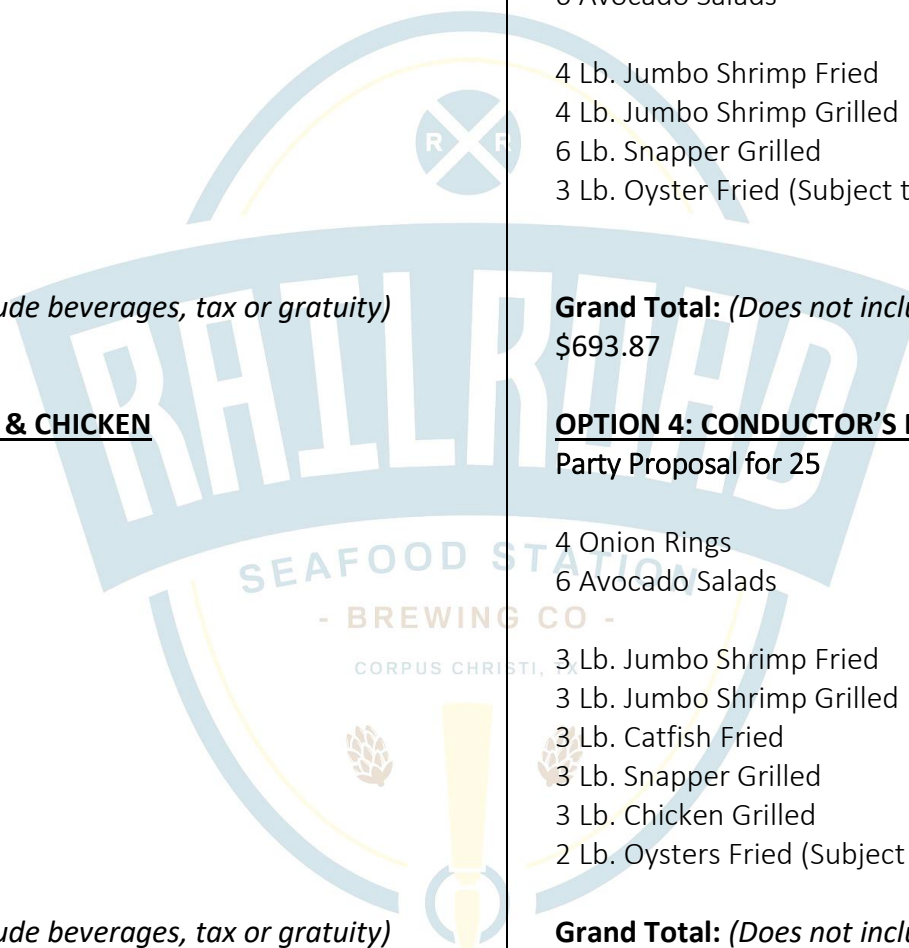 ude beverages, tax or gratuity)
& CHICKEN
ude beverages, tax or gratuity)
6 Avocado Salads
4 Lb. Jumbo Shrimp Fried
4 Lb. Jumbo Shrimp Grilled
6 Lb. Snapper Grilled
3 Lb. Oyster Fried (Subject t
Grand Total: (Does not inclu
$693.87
OPTION 4: CONDUCTOR’S
Party Proposal for 25
4 Onion Rings
6 Avocado Salads
3 Lb. Jumbo Shrimp Fried
3 Lb. Jumbo Shrimp Grilled
3 Lb. Catfish Fried
3 Lb. Snapper Grilled
3 Lb. Chicken Grilled
2 Lb. Oysters Fried (Subject
Grand Total: (Does not inclu
R R
RAILROAD
SEAFOOD STATION
- BREWING CO -
CORPUS CHRISTI, TX